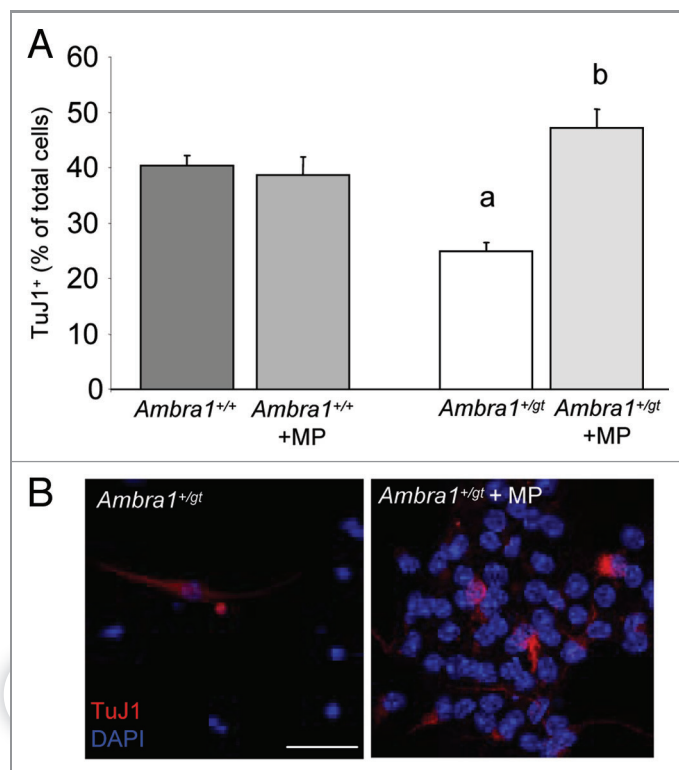 A
TuJ1⁺ (% of total cells)
60
50
40
30
20
10
0
a
b
Ambra1⁺/⁺
Ambra1⁺/⁺
+MP
Ambra1⁺/ᵍᵗ
Ambra1⁺/ᵍᵗ
+MP
B
Ambra1⁺/ᵍᵗ
Ambra1⁺/ᵍᵗ + MP
TuJ1
DAPI